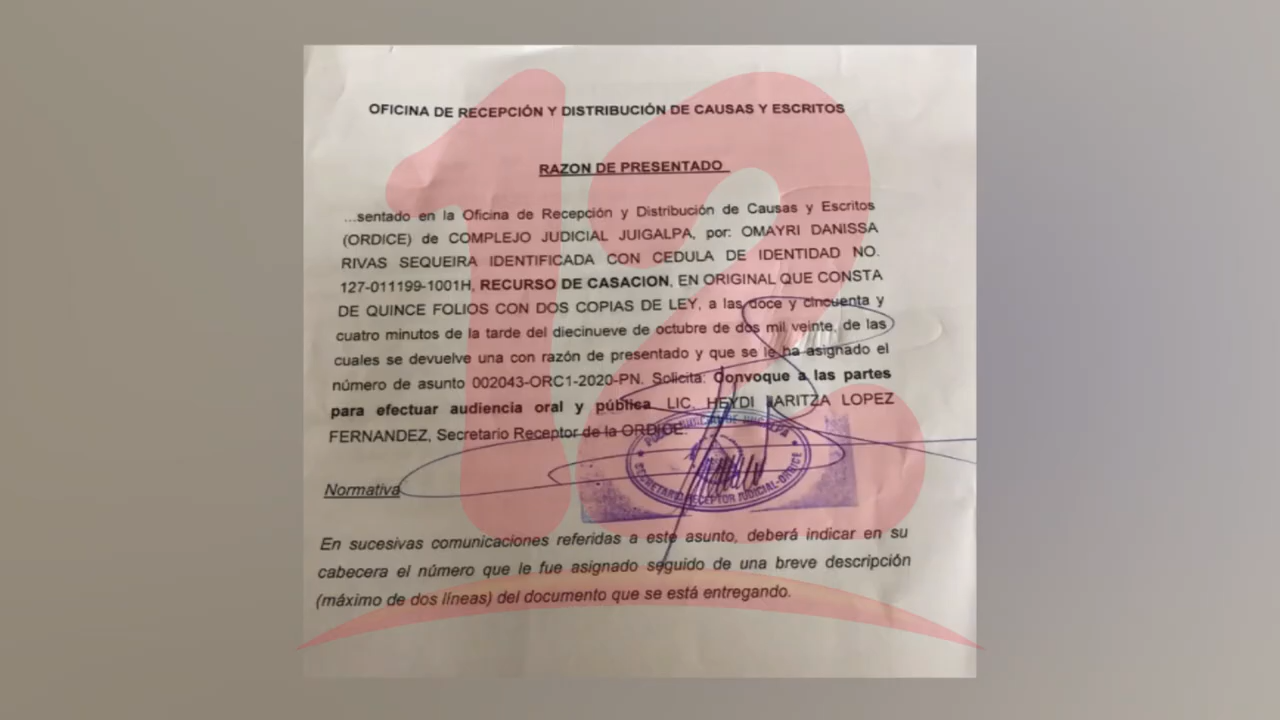 OFICINA DE RECEPCIÓN Y DISTRIBUCIÓN DE CAUSAS Y ESCRITOS
RAZON DE PRESENTADO
...sentado en la Oficina de Recepción y Distribución de Causas y Escritos
(ORDICE) de COMPLEJO JUDICIAL JUIGALPA, por: OMAYRI DANISSA
RIVAS SEQUEIRA IDENTIFICADA CON CEDULA DE IDENTIDAD NO.
127-011199-1001H, RECURSO DE CASACION, EN ORIGINAL QUE CONSTA
DE QUINCE FOLIOS CON DOS COPIAS DE LEY, a las doce y cincuenta y
cuatro minutos de la tarde del diecinueve de octubre de dos mil veinte, de las
cuales se devuelve una con razón de presentado y que se le ha asignado el
número de asunto 002043-ORC1-2020-PN. Solicita: Convoque a las partes
para efectuar audiencia oral y pública. LIC. HEYDI YARITZA LOPEZ
FERNANDEZ, Secretario Receptor de la ORDICE.
SECRETARIO RECEPTOR JUDICIAL-ORDICE
Normativa
En sucesivas comunicaciones referidas a este asunto, deberá indicar en su
cabecera el número que le fue asignado seguido de una breve descripción
(máximo de dos líneas) del documento que se está entregando.
12